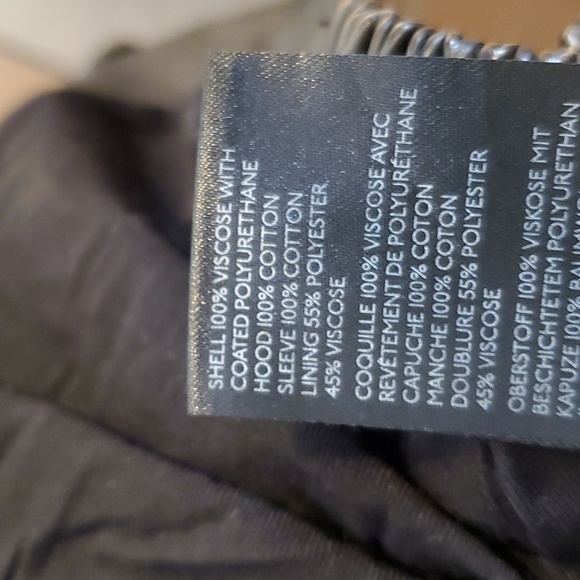 SHELL 100% VISCOSE WITH
COATED POLYURETHANE
HOOD 100% COTTON
SLEEVE 100% COTTON
LINING 55% POLYESTER
45% VISCOSE
COQUILLE 100% VISCOSE AVEC
REVÊTEMENT DE POLYURÉTHANE
CAPUCHE 100% COTON
MANCHE 100% COTON
DOUBLURE 55% POLYESTER
45% VISCOSE
OBERSTOFF 100% VISKOSE MIT
BESCHICHTETEM POLYURETHAN
KAPUZE 100%